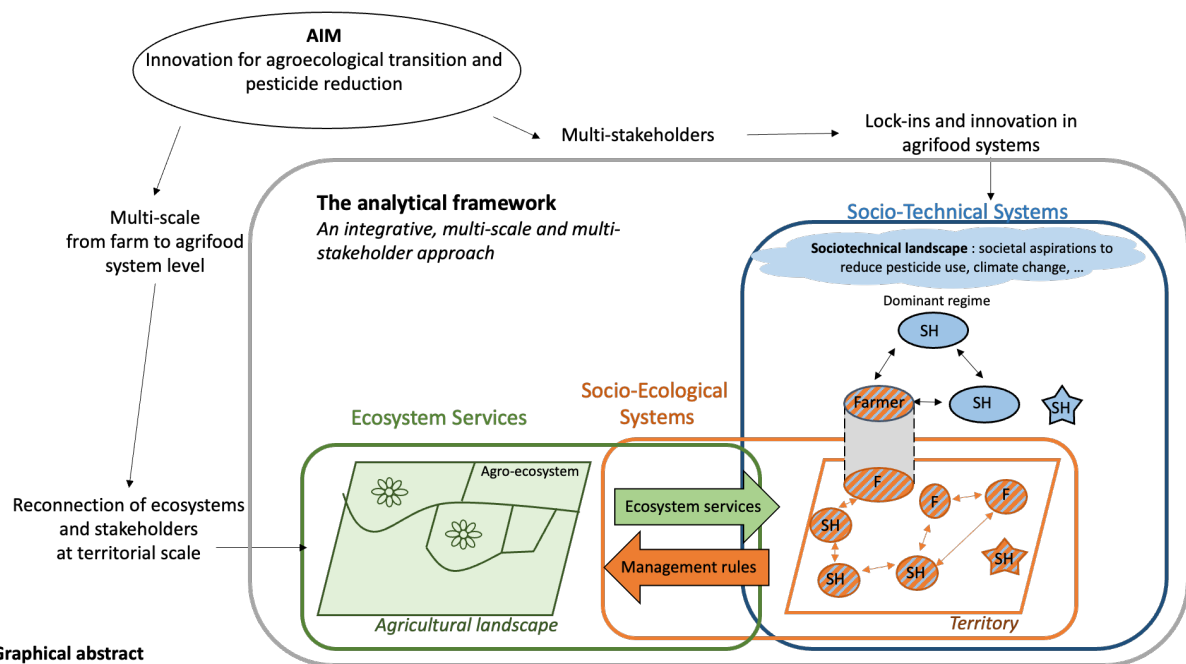 AIM
Innovation for agroecological transition and
pesticide reduction
Multi-stakeholders
Lock-ins and innovation in
agrifood systems
Multi-scale
from farm to agrifood
system level
The analytical framework
An integrative, multi-scale and multi-
stakeholder approach
Socio-Technical Systems
Sociotechnical landscape : societal aspirations to
reduce pesticide use, climate change, ...
Dominant regime
SH
Farmer
SH
SH
Socio-Ecological
Systems
Ecosystem Services
Agro-ecosystem
Reconnection of ecosystems
and stakeholders
at territorial scale
Ecosystem services
Management rules
F
F
F
SH
SH
SH
SH
Agricultural landscape
Territory
Graphical abstract